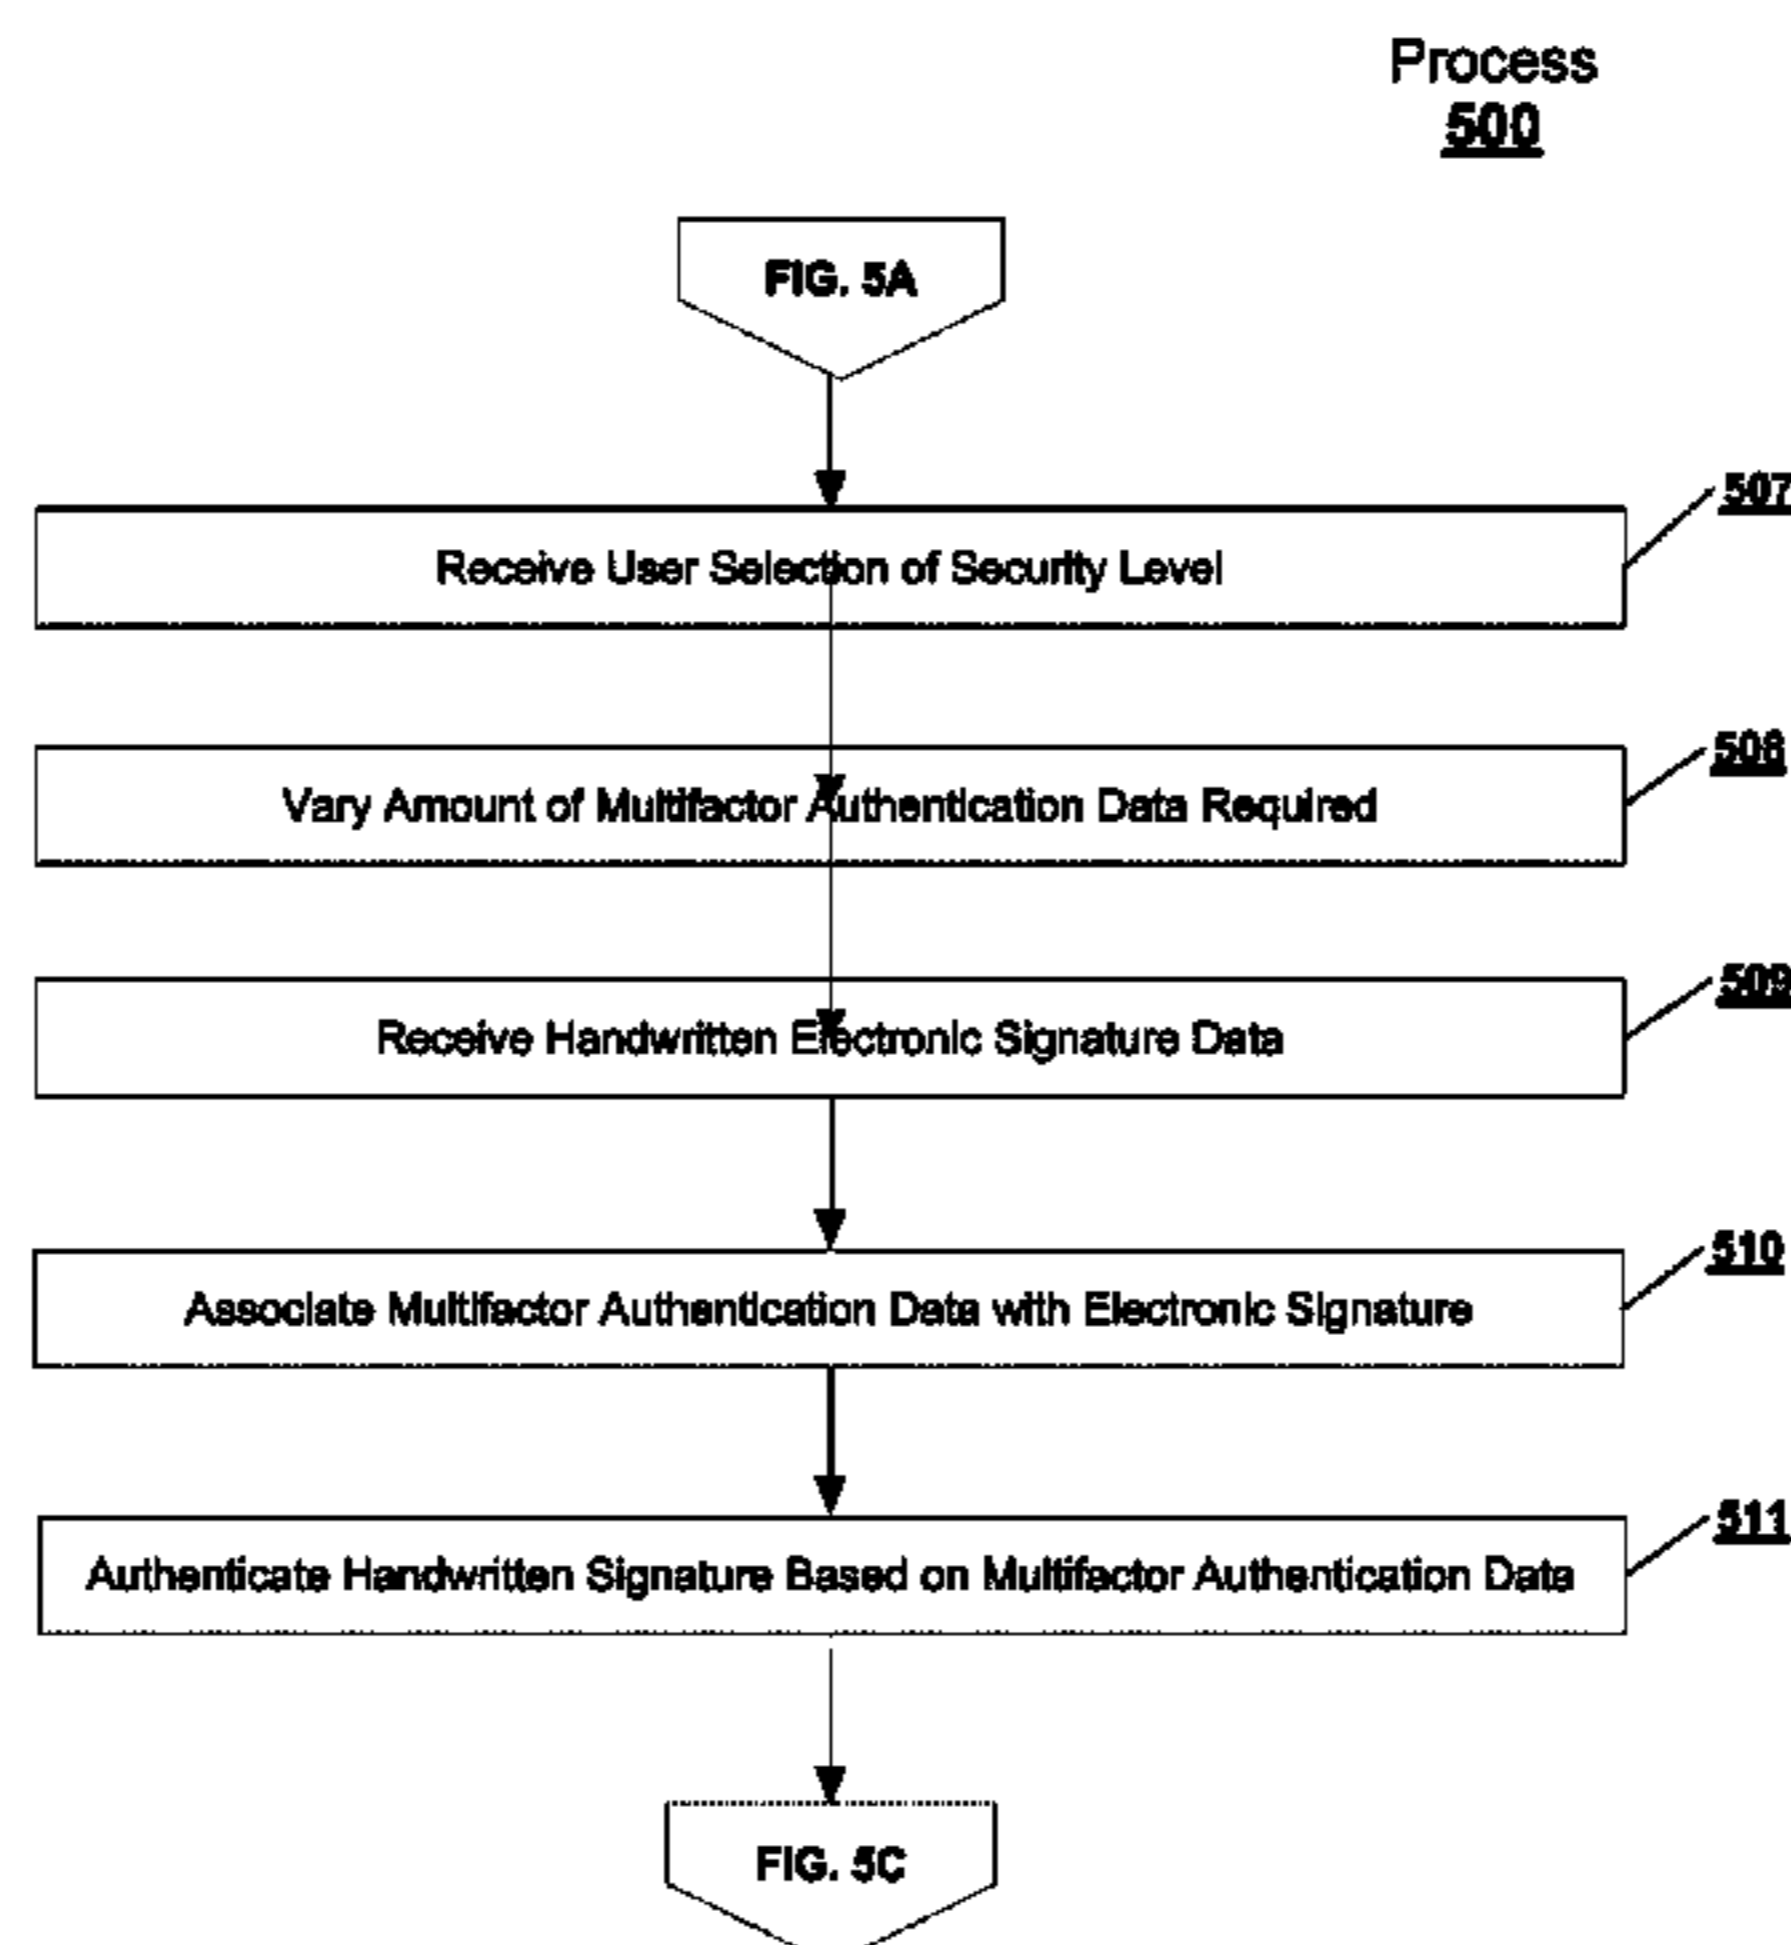 Process
500
FIG. 5A
507
Receive User Selection of Security Level
508
Vary Amount of Multifactor Authentication Data Required
509
Receive Handwritten Electronic Signature Data
510
Associate Multifactor Authentication Data with Electronic Signature
511
Authenticate Handwritten Signature Based on Multifactor Authentication Data
FIG. 5C